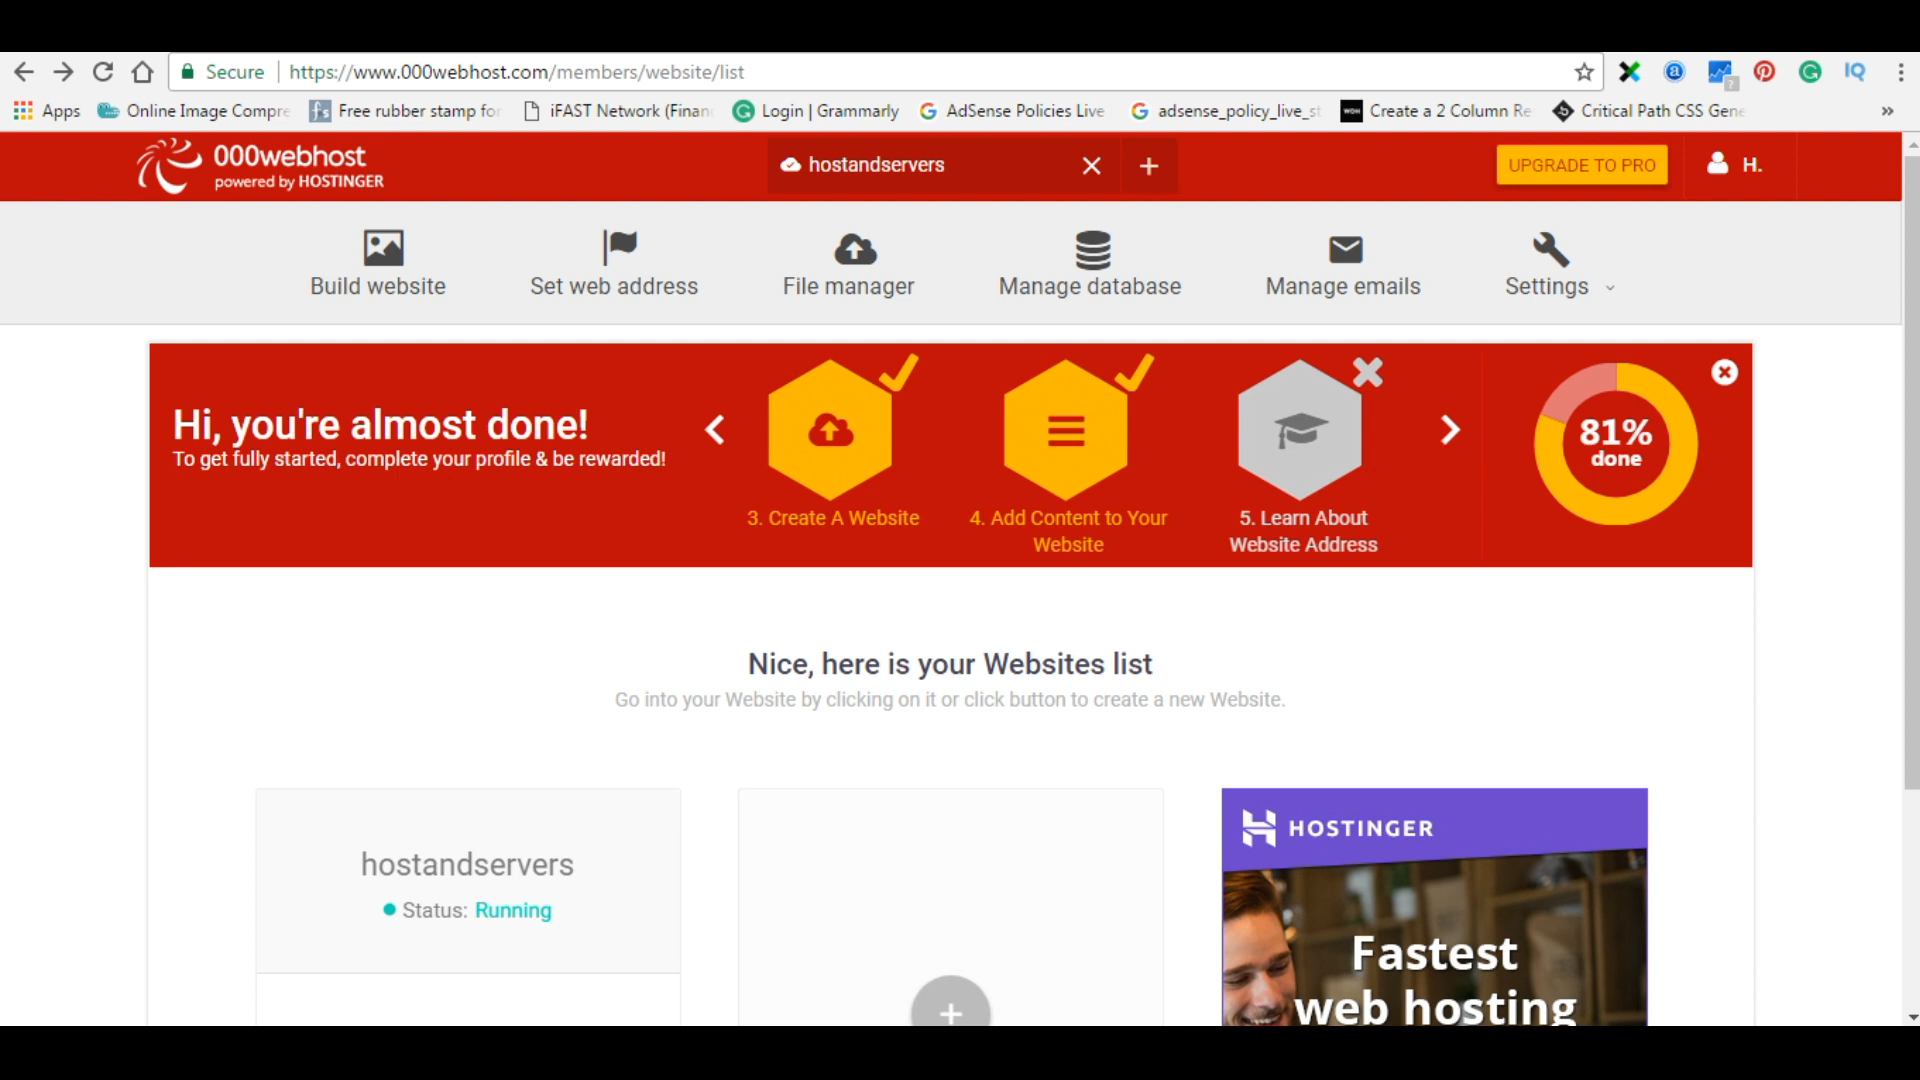 Secure
https://www.000webhost.com/members/website/list
IQ
Apps
Online Image Compre
Free rubber stamp for
iFAST Network (Finan
Login | Grammarly
AdSense Policies Live
adsense_policy_live_st
Create a 2 Column Re
Critical Path CSS Gene
»
000webhost
powered by HOSTINGER
hostandservers
UPGRADE TO PRO
H.
Build website
Set web address
File manager
Manage database
Manage emails
Settings
Hi, you're almost done!
To get fully started, complete your profile & be rewarded!
3. Create A Website
4. Add Content to Your
Website
5. Learn About
Website Address
81%
done
Nice, here is your Websites list
Go into your Website by clicking on it or click button to create a new Website.
hostandservers
Status: Running
HOSTINGER
Fastest
web hosting